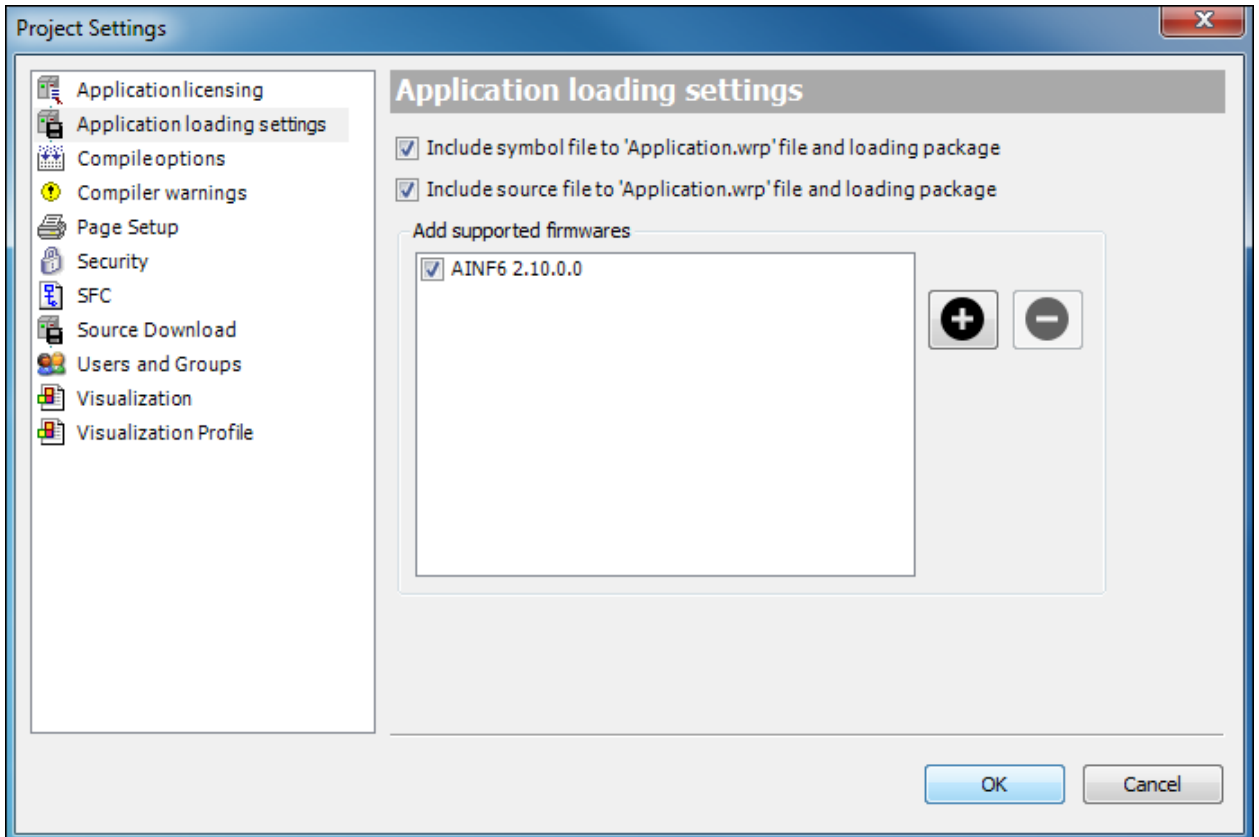 Project Settings
Application licensing
Application loading settings
Compile options
Compiler warnings
Page Setup
Security
SFC
Source Download
Users and Groups
Visualization
Visualization Profile
Application loading settings
Include symbol file to 'Application.wrp' file and loading package
Include source file to 'Application.wrp' file and loading package
Add supported firmwares
AINF6 2.10.0.0
OK
Cancel